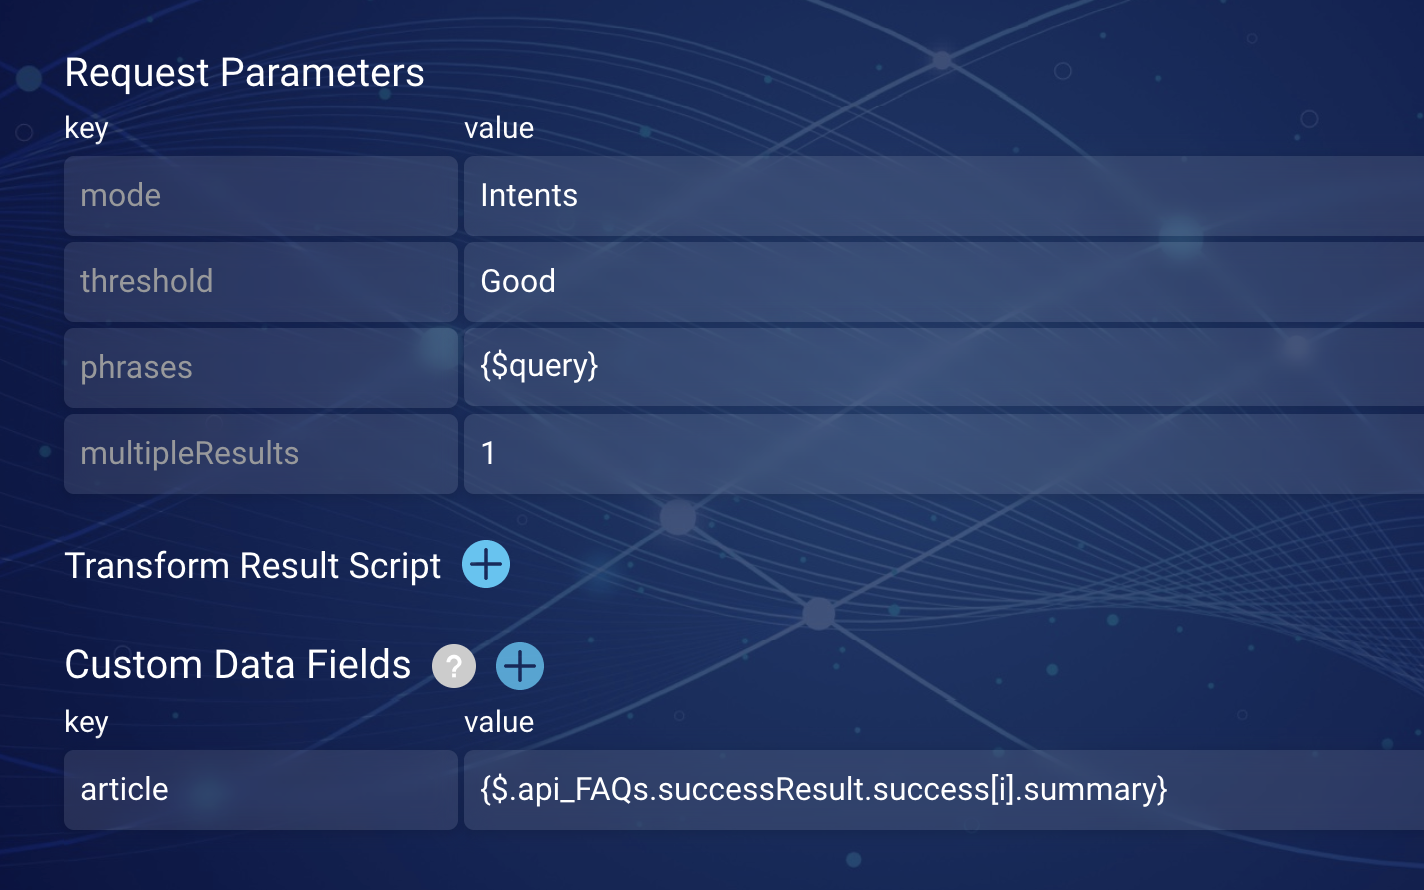 Request Parameters
key value
mode Intents
threshold Good
phrases {$query}
multipleResults 1
Transform Result Script
Custom Data Fields ?
key value
article {$.api_FAQs.successResult.success[i].summary}